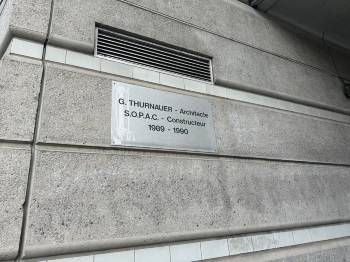 G. THURNAUER - Architecte
S.O.P.A.C. - Constructeur
1989 - 1990